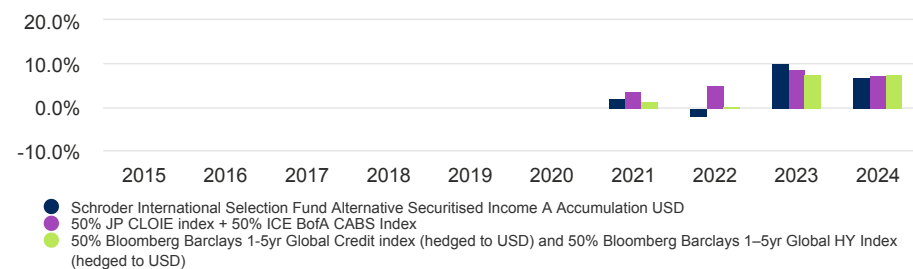 20.0%
10.0%
0.0%
-10.0%
2015 2016 2017 2018 2019 2020 2021 2022 2023 2024
Schroder International Selection Fund Alternative Securitised Income A Accumulation USD
50% JP CLOIE index + 50% ICE BofA CABS Index
50% Bloomberg Barclays 1-5yr Global Credit index (hedged to USD) and 50% Bloomberg Barclays 1–5yr Global HY Index
(hedged to USD)